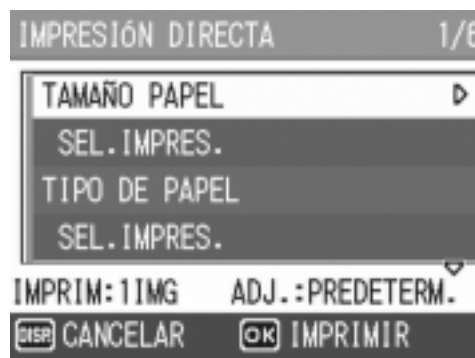 IMPRESIÓN DIRECTA 1/6
TAMAÑO PAPEL
SEL.IMPRES.
TIPO DE PAPEL
SEL.IMPRES.
IMPRIM:1IMG ADJ.:PREDETERM.
DISP. CANCELAR OK IMPRIMIR